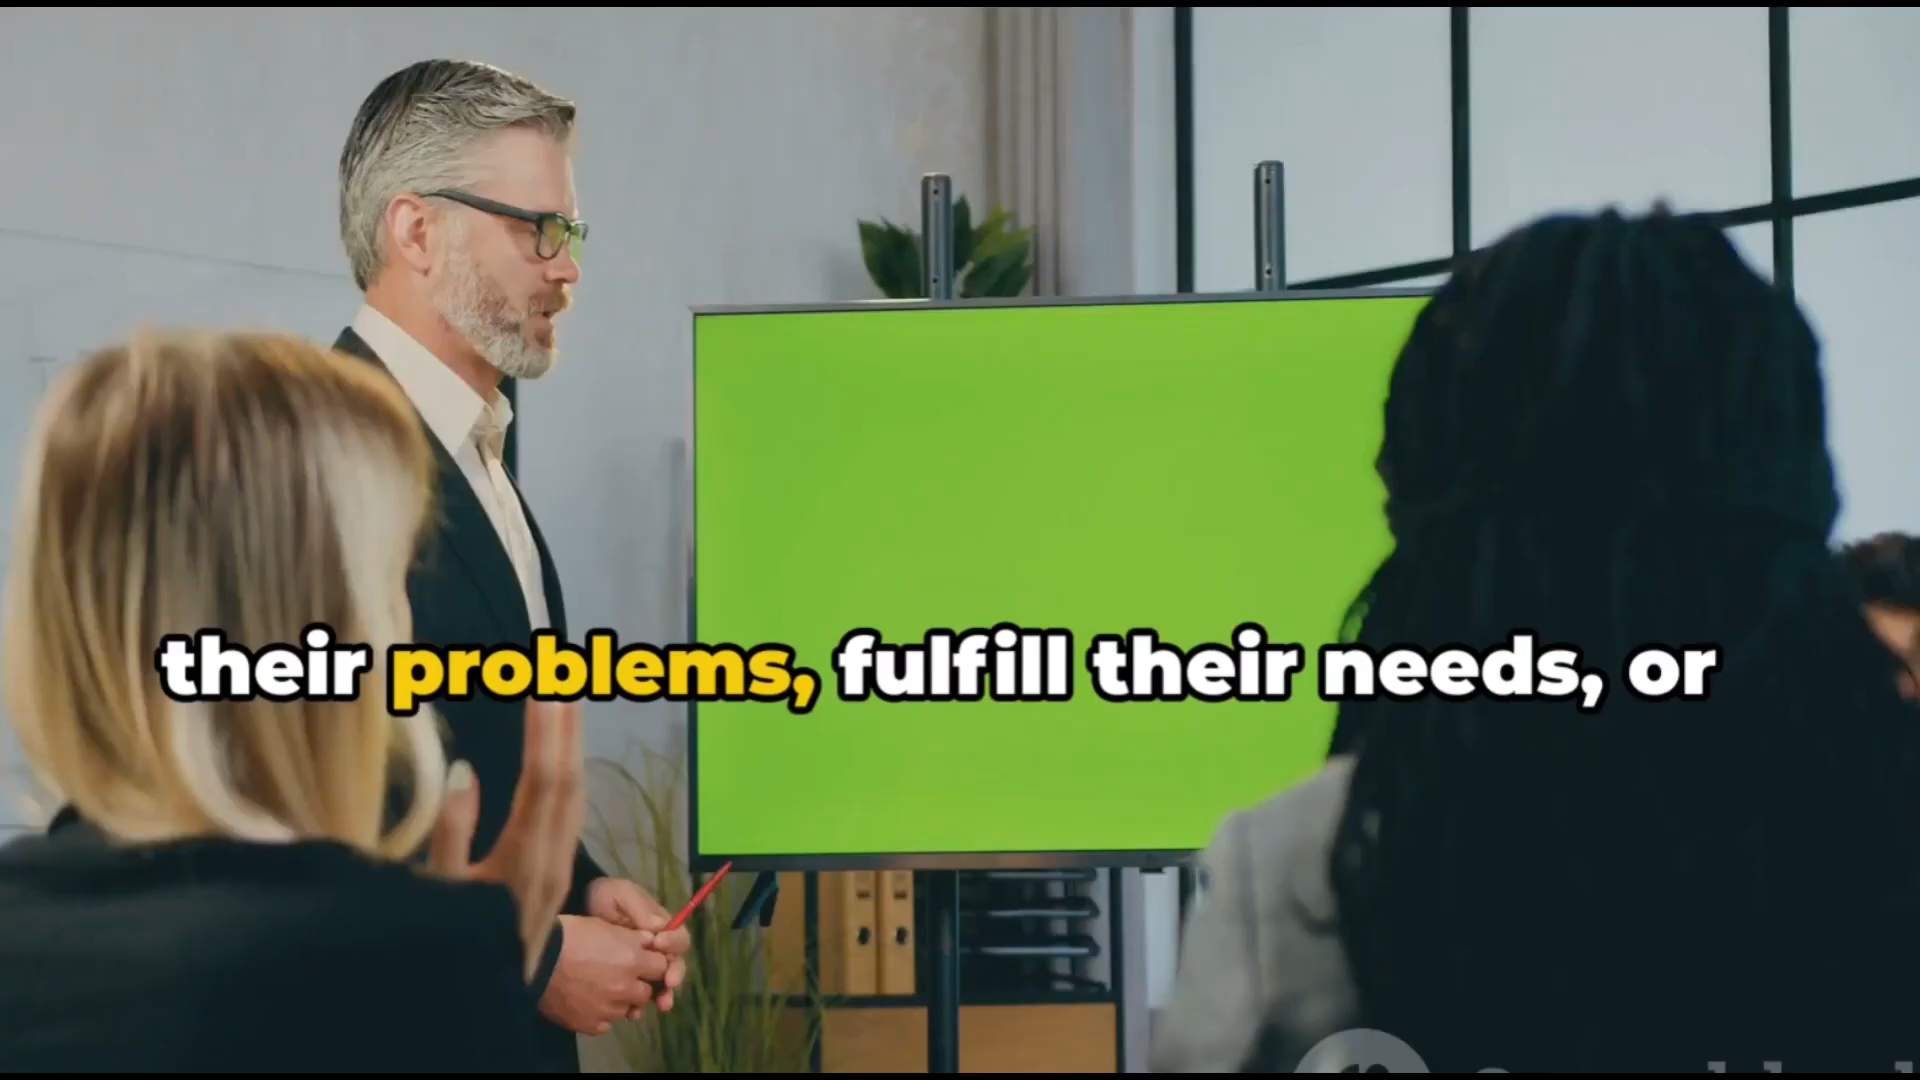 their problems, fulfill their needs, or